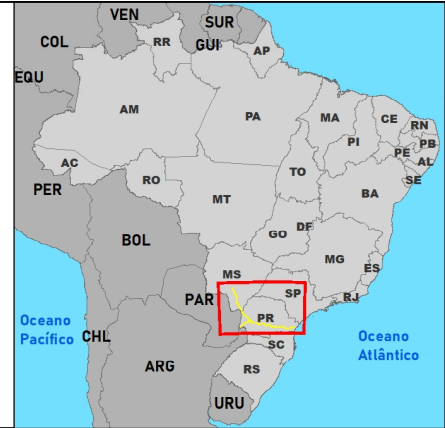 VEN
SUR
COL
RR
GUI
AP
EQU
AM
PA
MA
CE
RN
PB
PI
PE
AL
AC
SE
TO
RO
PER
BA
MT
DF
GO
BOL
MG
ES
MS
SP
PAR
RJ
PR
Oceano
Pacífico
CHL
Oceano
Atlântico
SC
ARG
RS
URU